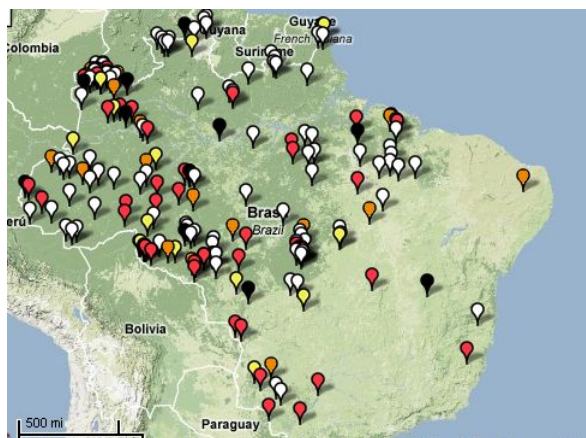 Guyana
Guyane
French Guiana
Suriname
Colombia
Brasil
Brazil
Perú
Bolivia
Paraguay
500 mi